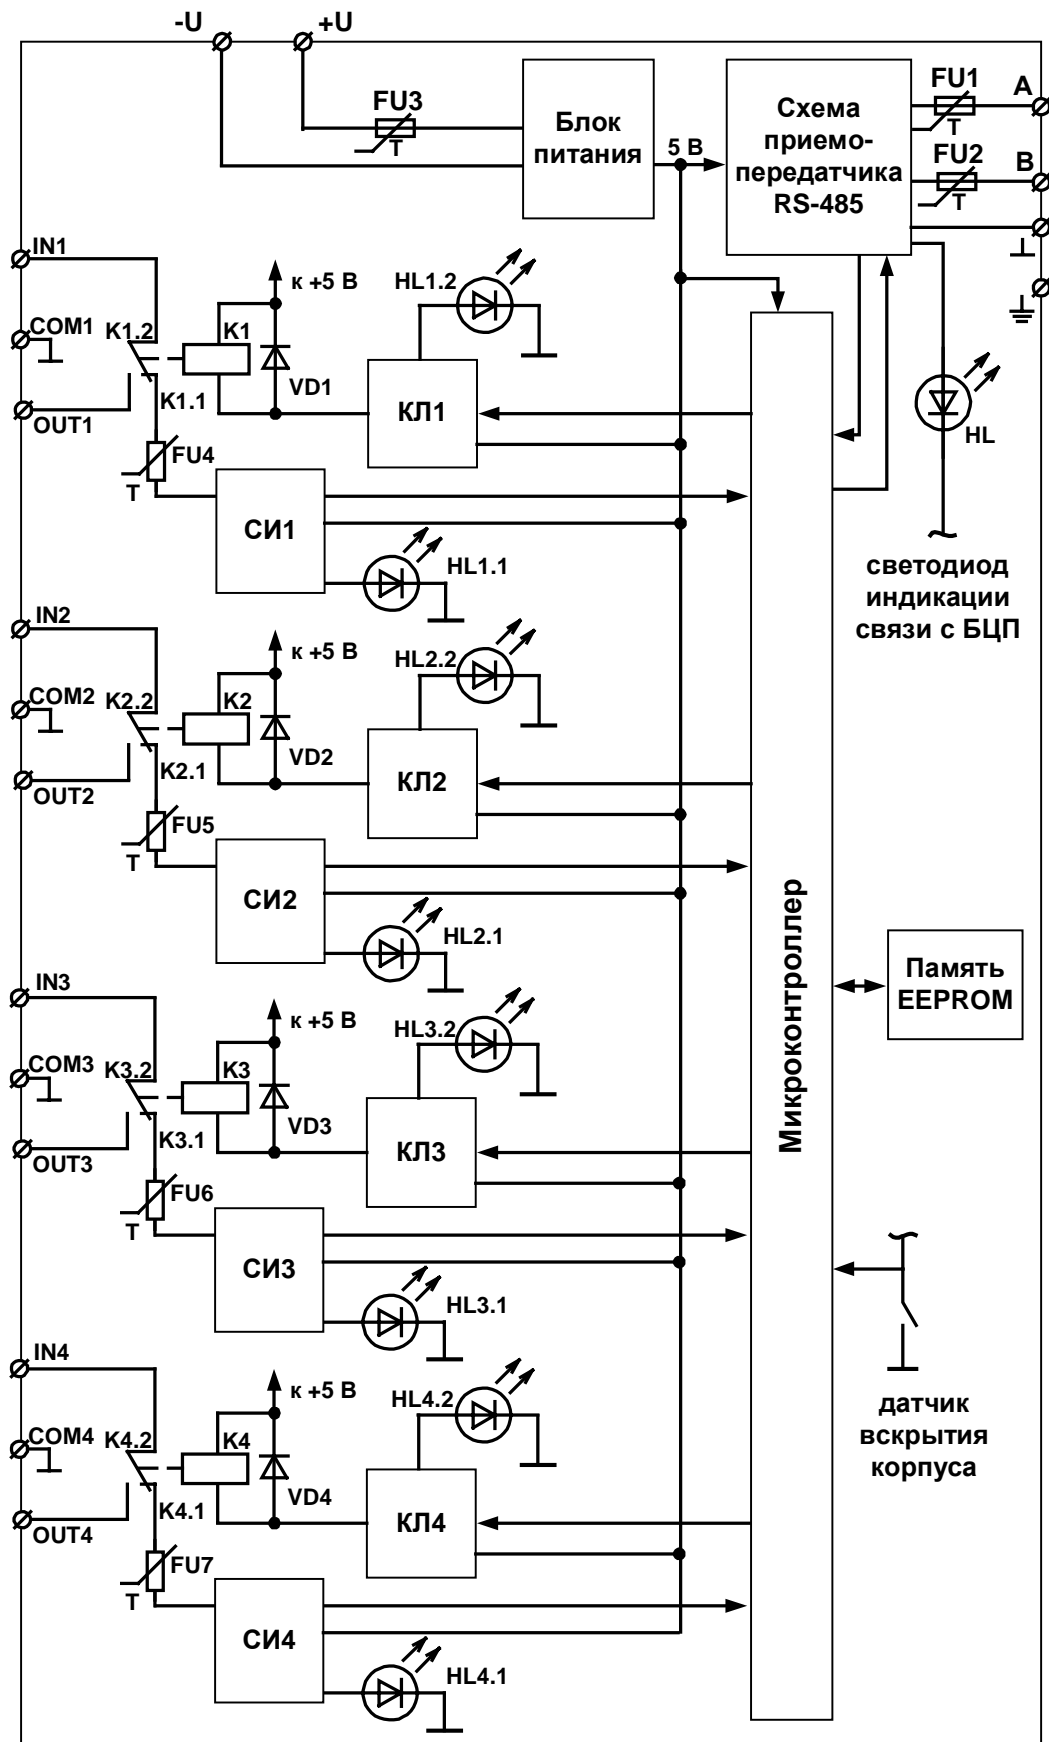 -U
+U
FU3
T
Блок
питания
5 В
Схема
приемо-
передатчика
RS-485
FU1
T
A
FU2
T
B
IN1
COM1
OUT1
K1.2
K1.1
K1
к +5 В
VD1
HL1.2
КЛ1
FU4
T
СИ1
HL1.1
HL
светодиод
индикации
связи с БЦП
IN2
COM2
OUT2
K2.2
K2.1
K2
к +5 В
VD2
HL2.2
КЛ2
FU5
T
СИ2
HL2.1
Микроконтроллер
Память
EEPROM
IN3
COM3
OUT3
K3.2
K3.1
K3
к +5 В
VD3
HL3.2
КЛ3
FU6
T
СИ3
HL3.1
IN4
COM4
OUT4
K4.2
K4.1
K4
к +5 В
VD4
HL4.2
КЛ4
FU7
T
СИ4
HL4.1
датчик
вскрытия
корпуса